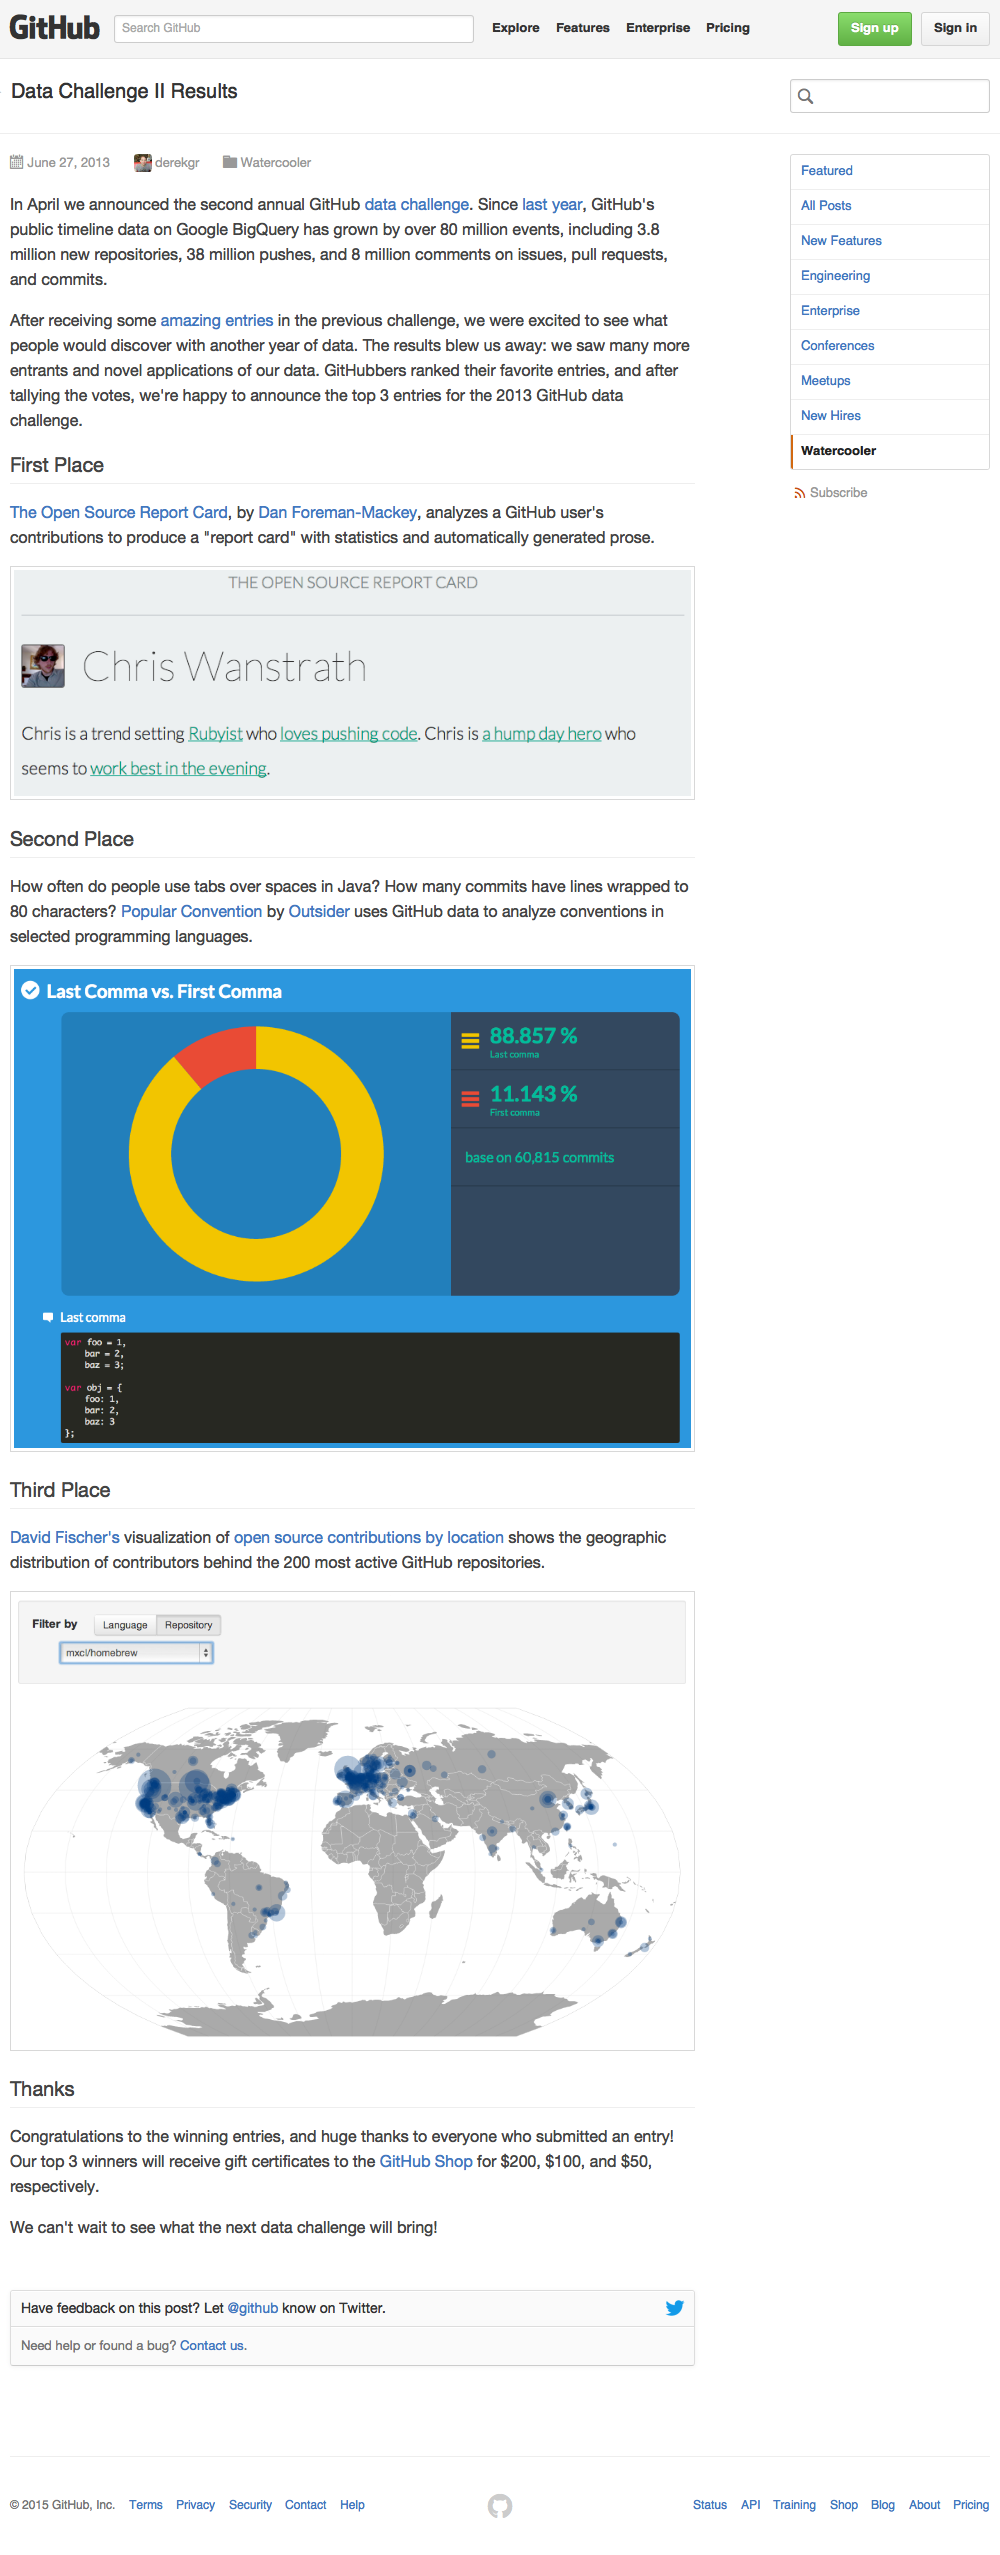 GitHub
Search GitHub
Explore
Features
Enterprise
Pricing
Sign up
Sign in
Data Challenge II Results
June 27, 2013
derekgr
Watercooler
In April we announced the second annual GitHub data challenge. Since last year, GitHub's
public timeline data on Google BigQuery has grown by over 80 million events, including 3.8
million new repositories, 38 million pushes, and 8 million comments on issues, pull requests,
and commits.
After receiving some amazing entries in the previous challenge, we were excited to see what
people would discover with another year of data. The results blew us away: we saw many more
entrants and novel applications of our data. GitHubbers ranked their favorite entries, and after
tallying the votes, we're happy to announce the top 3 entries for the 2013 GitHub data
challenge.
First Place
The Open Source Report Card, by Dan Foreman-Mackey, analyzes a GitHub user's
contributions to produce a "report card" with statistics and automatically generated prose.
THE OPEN SOURCE REPORT CARD
Chris Wanstrath
Chris is a trend setting Rubyist who loves pushing code. Chris is a hump day hero who
seems to work best in the evening.
Second Place
How often do people use tabs over spaces in Java? How many commits have lines wrapped to
80 characters? Popular Convention by Outsider uses GitHub data to analyze conventions in
selected programming languages.
Last Comma vs. First Comma
88.857 %
Last comma
11.143 %
First comma
base on 60,815 commits
Last comma
var foo = 1,
bar = 2,
baz = 3;
var obj = {
foo: 1,
bar: 2,
baz: 3
};
Third Place
David Fischer's visualization of open source contributions by location shows the geographic
distribution of contributors behind the 200 most active GitHub repositories.
Filter by
Language
Repository
mxcl/homebrew
Thanks
Congratulations to the winning entries, and huge thanks to everyone who submitted an entry!
Our top 3 winners will receive gift certificates to the GitHub Shop for $200, $100, and $50,
respectively.
We can't wait to see what the next data challenge will bring!
Have feedback on this post? Let @github know on Twitter.
Need help or found a bug? Contact us.
Featured
All Posts
New Features
Engineering
Enterprise
Conferences
Meetups
New Hires
Watercooler
Subscribe
© 2015 GitHub, Inc.
Terms
Privacy
Security
Contact
Help
Status
API
Training
Shop
Blog
About
Pricing